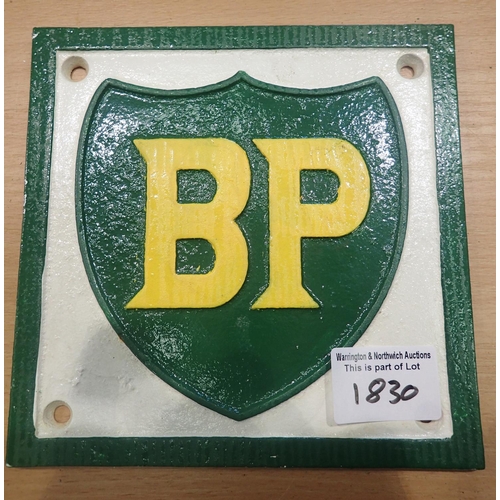 BP
Warrington & Northwich Auctions
This is part of Lot
1830